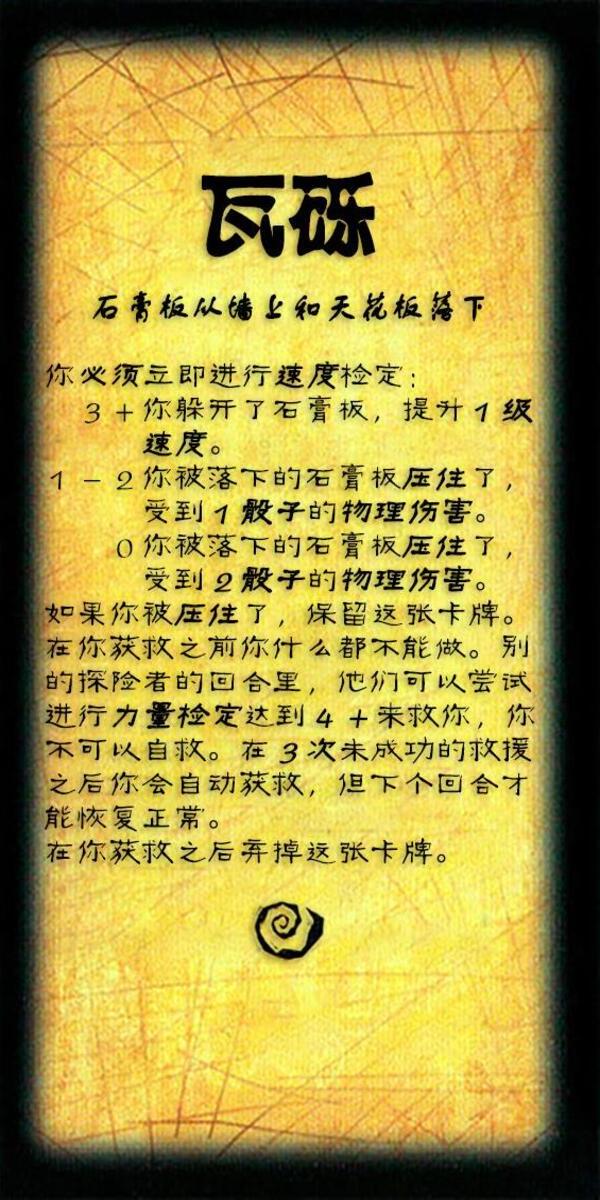 瓦砾
石膏板从墙上和天花板落下
你必须立即进行速度检定：
3+你躲开了石膏板，提升1级
速度。
1-2你被落下的石膏板压住了，
受到1骰子的物理伤害。
0你被落下的石膏板压住了，
受到2骰子的物理伤害。
如果你被压住了，保留这张卡牌。
在你获救之前你什么都不能做。别
的探险者的回合里，他们可以尝试
进行力量检定达到4+来救你，你
不可以自救。在3次未成功的救援
之后你会自动获救，但下个回合才
能恢复正常。
在你获救之后弃掉这张卡牌。